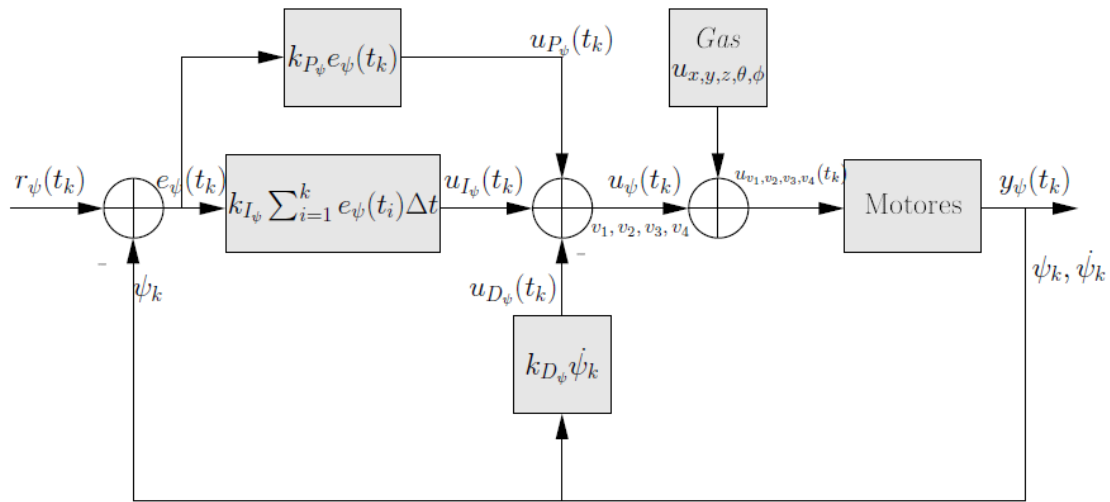 u_{P_ψ}(t_k)
Gas
u_{x,y,z,θ,ϕ}
k_{P_ψ} e_ψ(t_k)
r_ψ(t_k)
e_ψ(t_k)
k_{I_ψ} ∑_{i=1}^{k} e_ψ(t_i)Δt
u_{I_ψ}(t_k)
u_ψ(t_k)
u_{v_1,v_2,v_3,v_4}(t_k)
Motores
y_ψ(t_k)
v_1, v_2, v_3, v_4
−
−
ψ_k
u_{D_ψ}(t_k)
ψ_k, ψ̇_k
k_{D_ψ} ψ̇_k